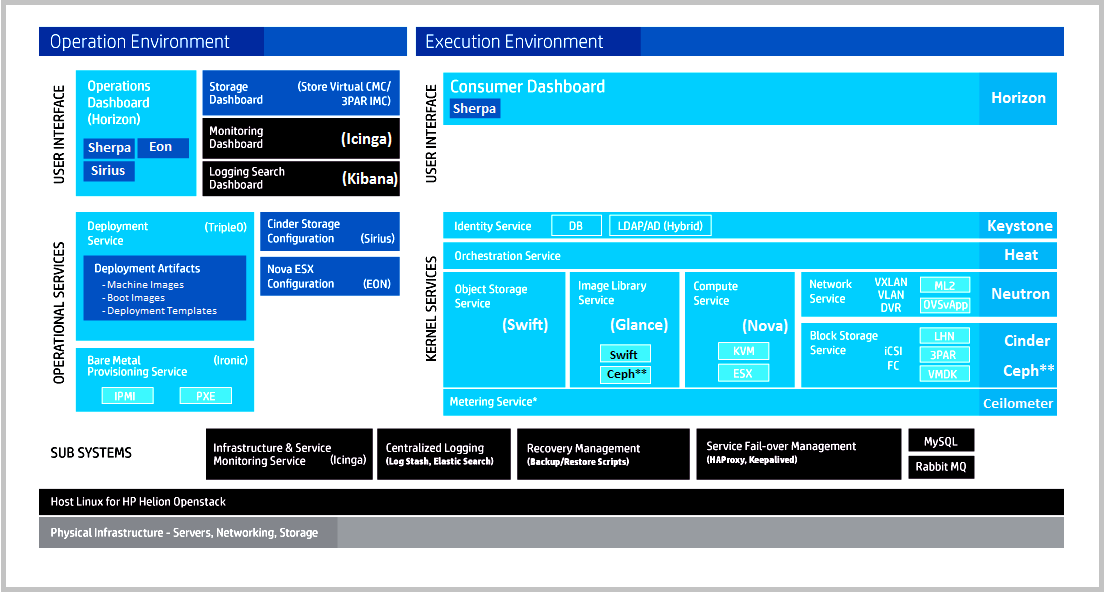 Operation Environment
Execution Environment
USER INTERFACE
Operations
Dashboard
(Horizon)
Sherpa
Eon
Sirius
Storage
Dashboard
(Store Virtual CMC/
3PAR IMC)
Monitoring
Dashboard
(Icinga)
Logging Search
Dashboard
(Kibana)
USER INTERFACE
Consumer Dashboard
Sherpa
Horizon
OPERATIONAL SERVICES
Deployment
Service
(TripleO)
Deployment Artifacts
- Machine Images
- Boot Images
- Deployment Templates
Cinder Storage
Configuration (Sirius)
Nova ESX
Configuration (EON)
Bare Metal
Provisioning Service
(Ironic)
IPMI
PXE
KERNEL SERVICES
Identity Service
DB
LDAP/AD (Hybrid)
Keystone
Orchestration Service
Heat
Object Storage
Service
(Swift)
Image Library
Service
(Glance)
Swift
Ceph**
Compute
Service
(Nova)
KVM
ESX
Network
Service
VXLAN
VLAN
DVR
ML2
OVSvApp
Neutron
Block Storage
Service
iCSI
FC
LHN
3PAR
VMDK
Cinder
Ceph**
Metering Service*
Ceilometer
SUB SYSTEMS
Infrastructure & Service
Monitoring Service (Icinga)
Centralized Logging
(Log Stash, Elastic Search)
Recovery Management
(Backup/Restore Scripts)
Service Fail-over Management
(HAProxy, Keepalived)
MySQL
Rabbit MQ
Host Linux for HP Helion Openstack
Physical Infrastructure - Servers, Networking, Storage